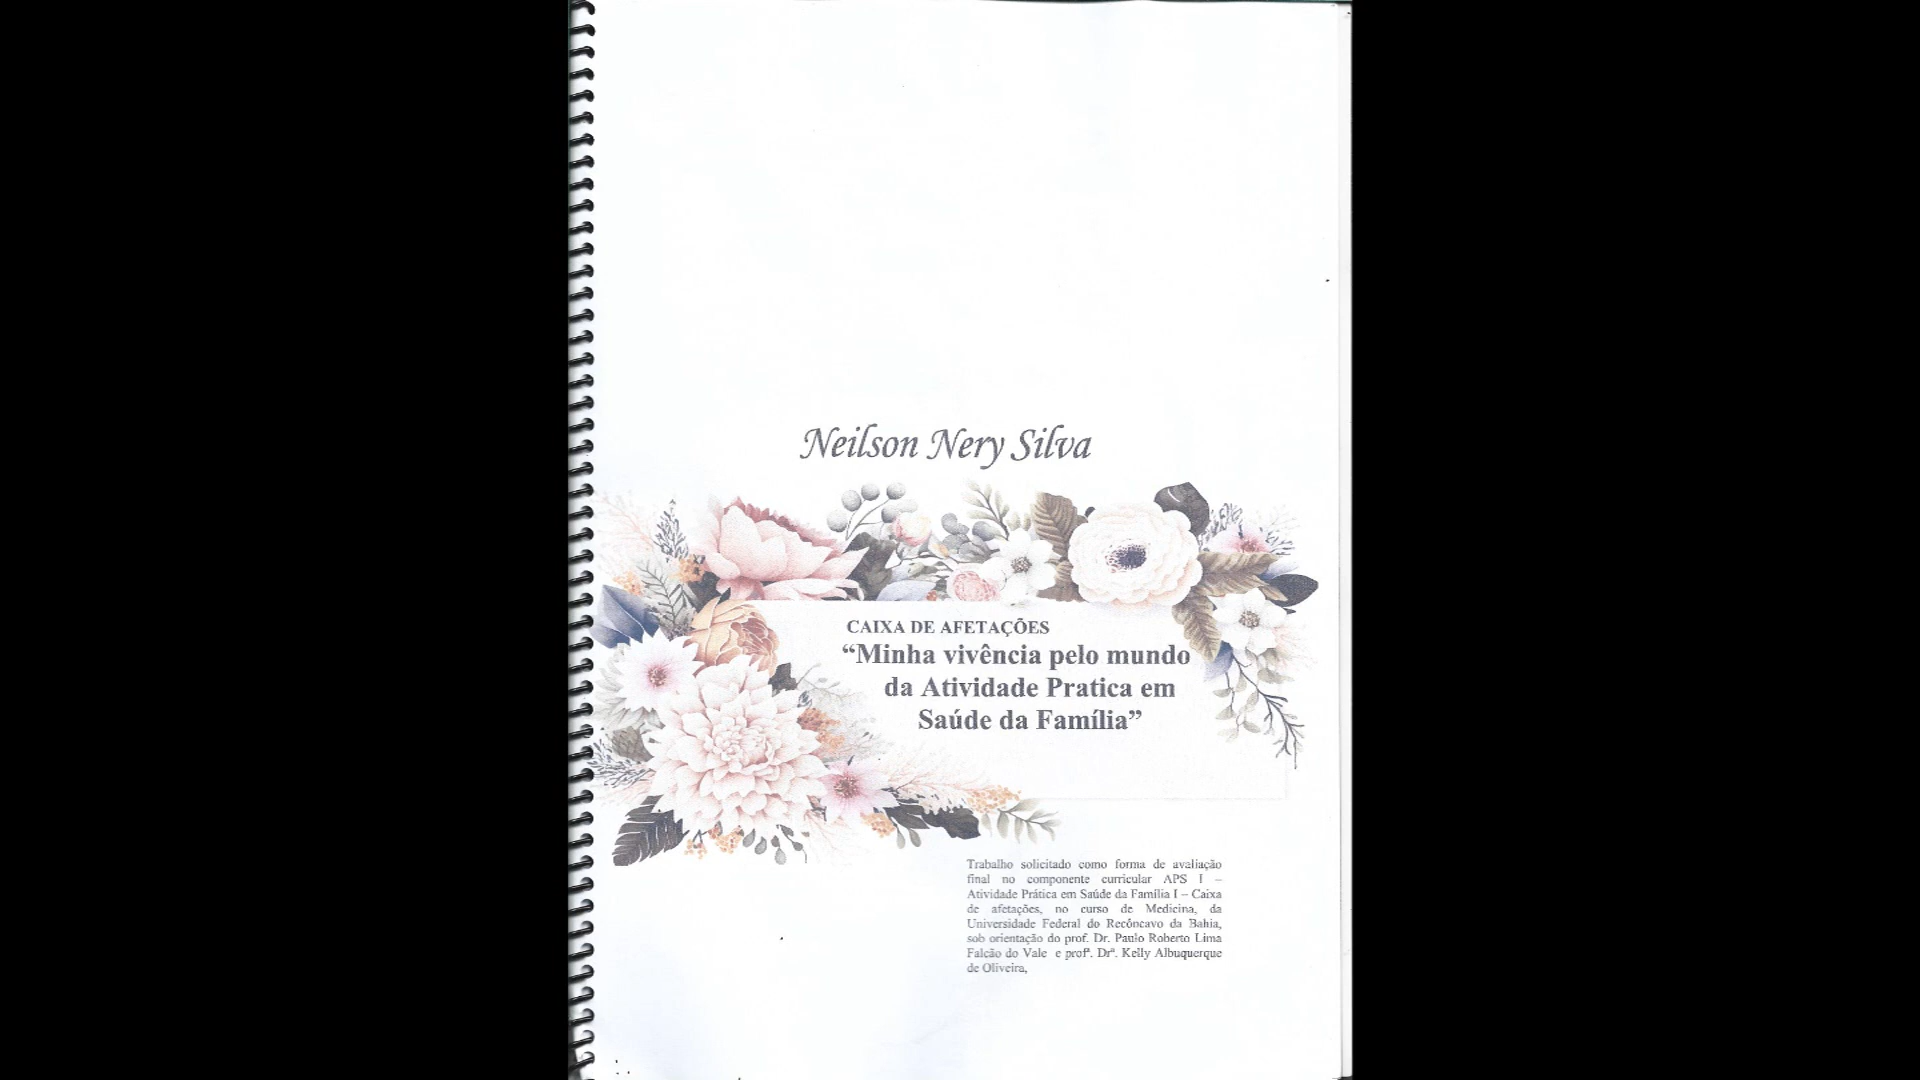 Neilson Nery Silva
CAIXA DE AFETAÇÕES
“Minha vivência pelo mundo
da Atividade Pratica em
Saúde da Família”
Trabalho solicitado como forma de avaliação
final no componente curricular APS I –
Atividade Prática em Saúde da Família I – Caixa
de afetações, no curso de Medicina, da
Universidade Federal do Recôncavo da Bahia,
sob orientação do prof. Dr. Paulo Roberto Lima
Falcão do Vale e profª. Drª. Kelly Albuquerque
de Oliveira,